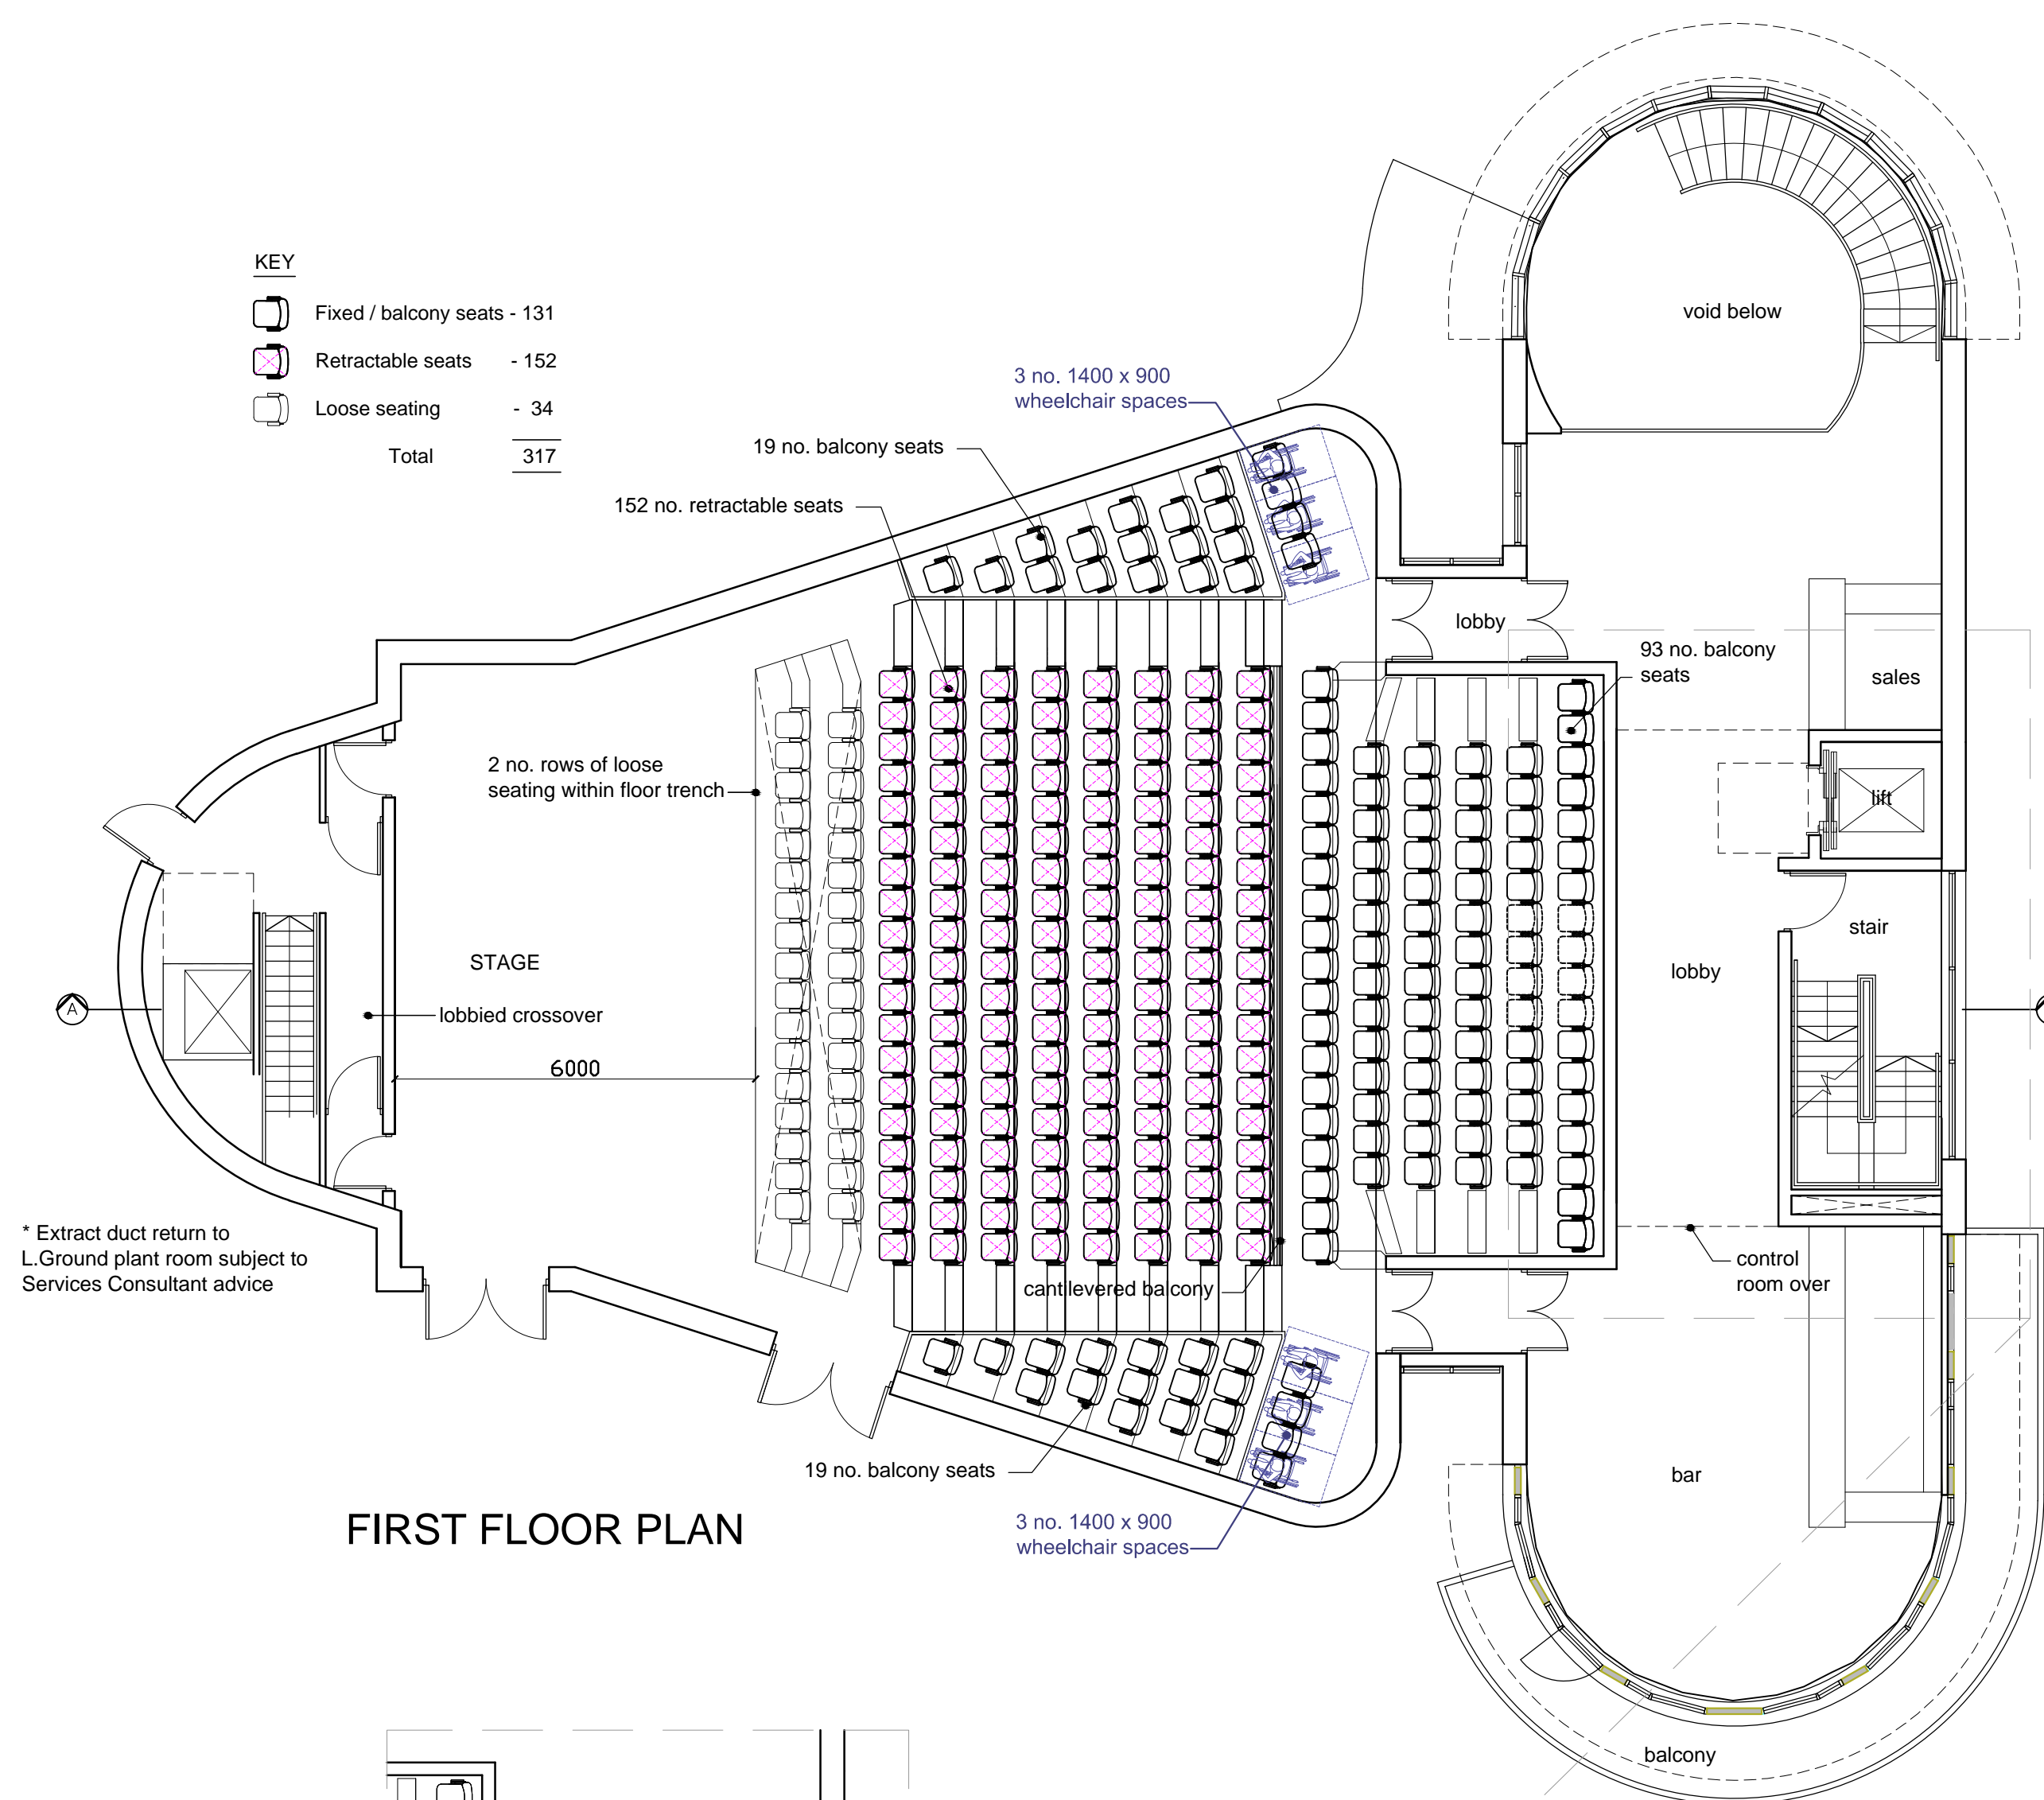 KEY
Fixed / balcony seats - 131
Retractable seats - 152
Loose seating - 34
Total 317
3 no. 1400 x 900
wheelchair spaces
19 no. balcony seats
152 no. retractable seats
void below
lobby
93 no. balcony
seats
sales
2 no. rows of loose
seating within floor trench
lift
stair
STAGE
lobby
A
lobbied crossover
6000
* Extract duct return to
L.Ground plant room subject to
Services Consultant advice
control
room over
cantilevered balcony
19 no. balcony seats
bar
3 no. 1400 x 900
wheelchair spaces
FIRST FLOOR PLAN
balcony